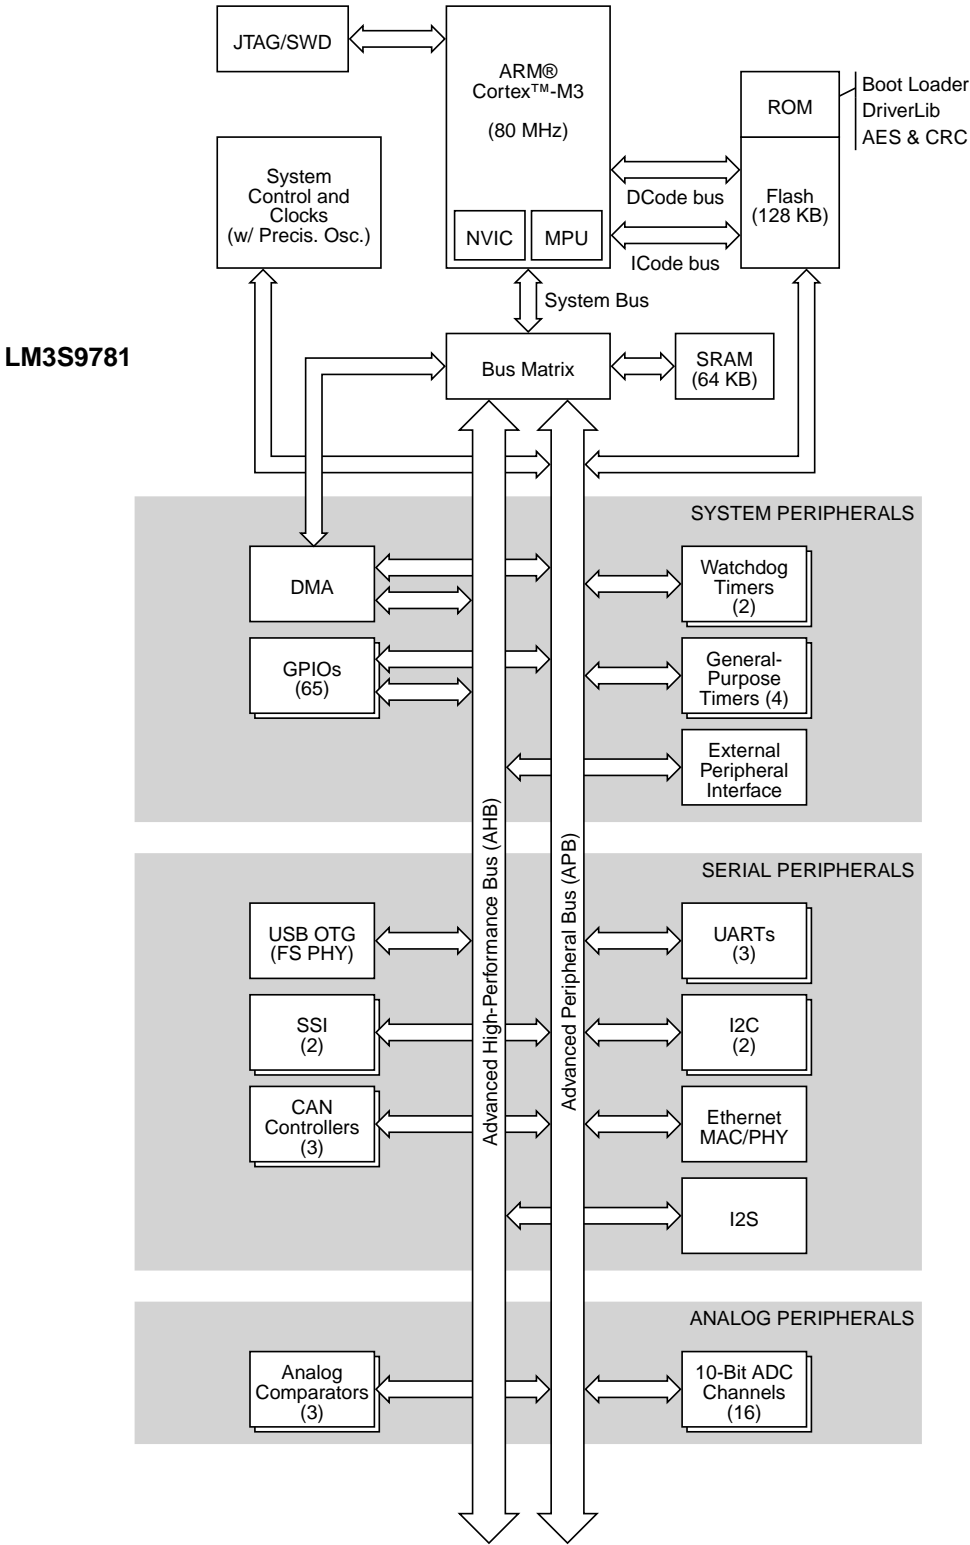 JTAG/SWD
ARM®
Cortex™-M3
(80 MHz)
NVIC
MPU
ROM
Boot Loader
DriverLib
AES & CRC
Flash
(128 KB)
DCode bus
ICode bus
System
Control and
Clocks
(w/ Precis. Osc.)
System Bus
LM3S9781
Bus Matrix
SRAM
(64 KB)
SYSTEM PERIPHERALS
DMA
Watchdog
Timers
(2)
GPIOs
(65)
General-
Purpose
Timers (4)
External
Peripheral
Interface
Advanced High-Performance Bus (AHB)
Advanced Peripheral Bus (APB)
SERIAL PERIPHERALS
USB OTG
(FS PHY)
UARTs
(3)
SSI
(2)
I2C
(2)
CAN
Controllers
(3)
Ethernet
MAC/PHY
I2S
ANALOG PERIPHERALS
Analog
Comparators
(3)
10-Bit ADC
Channels
(16)